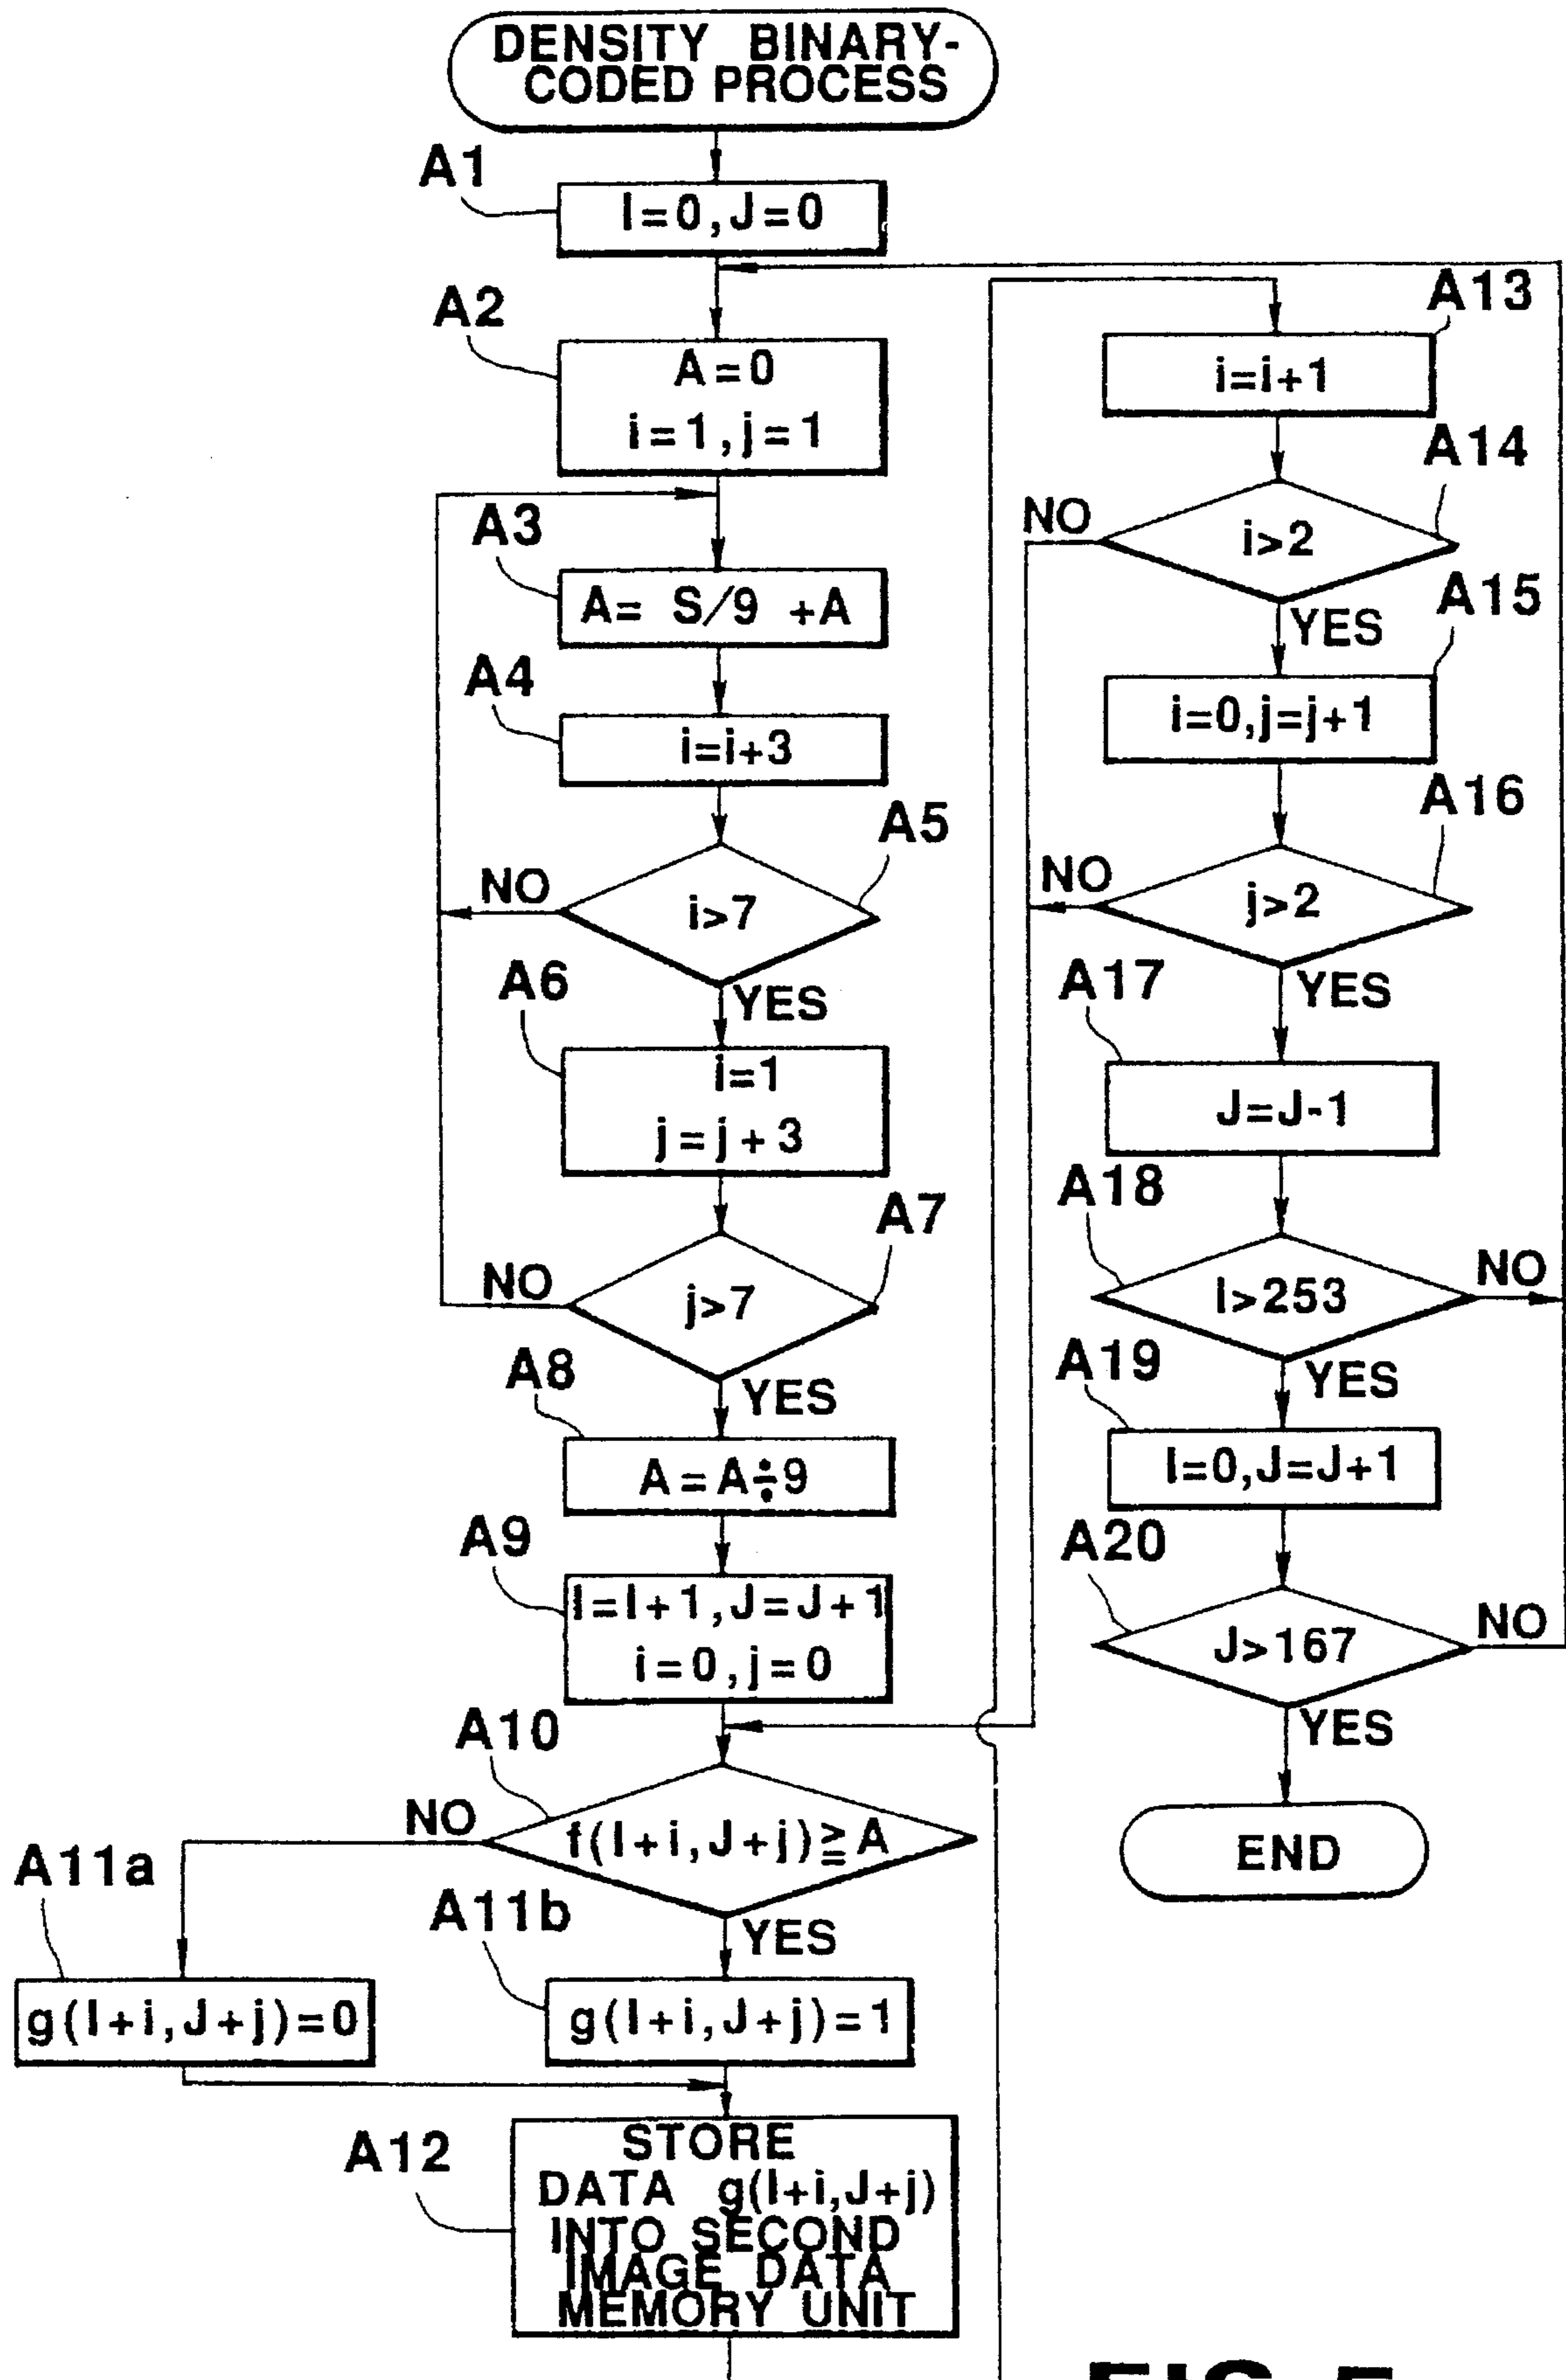 DENSITY BINARY-
CODED PROCESS
A1
I=0,J=0
A2
A=0
i=1,j=1
A3
A= S/9 +A
A4
i=i+3
A5
i>7
NO
YES
A6
i=1
j=j+3
A7
j>7
NO
YES
A8
A=A÷9
A9
I=I+1,J=J+1
i=0,j=0
A10
f(I+i,J+j)≧A
NO
YES
A11a
g(I+i,J+j)=0
A11b
g(I+i,J+j)=1
A12
STORE
DATA g(I+i,J+j)
INTO SECOND
IMAGE DATA
MEMORY UNIT
A13
i=i+1
A14
i>2
NO
YES
A15
i=0,j=j+1
A16
j>2
NO
YES
A17
J=J-1
A18
I>253
NO
YES
A19
I=0,J=J+1
A20
J>167
NO
YES
END